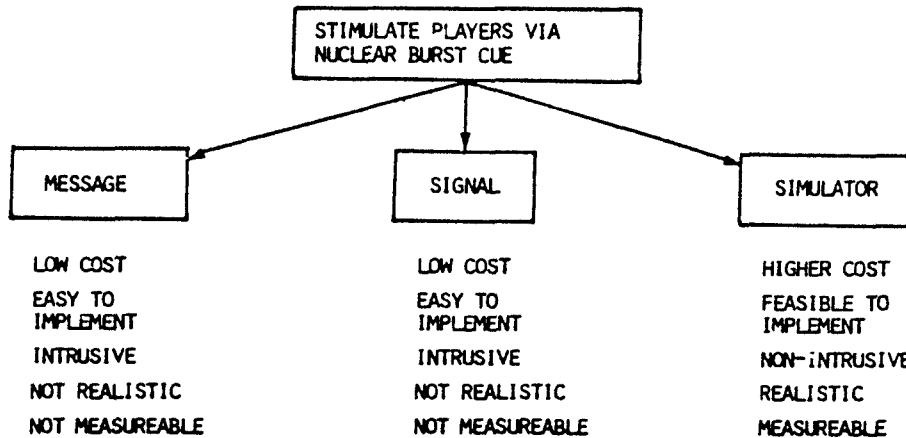 STIMULATE PLAYERS VIA
NUCLEAR BURST CUE
MESSAGE
SIGNAL
SIMULATOR
LOW COST
EASY TO
IMPLEMENT
INTRUSIVE
NOT REALISTIC
NOT MEASUREABLE
LOW COST
EASY TO
IMPLEMENT
INTRUSIVE
NOT REALISTIC
NOT MEASUREABLE
HIGHER COST
FEASIBLE TO
IMPLEMENT
NON-INTRUSIVE
REALISTIC
MEASUREABLE